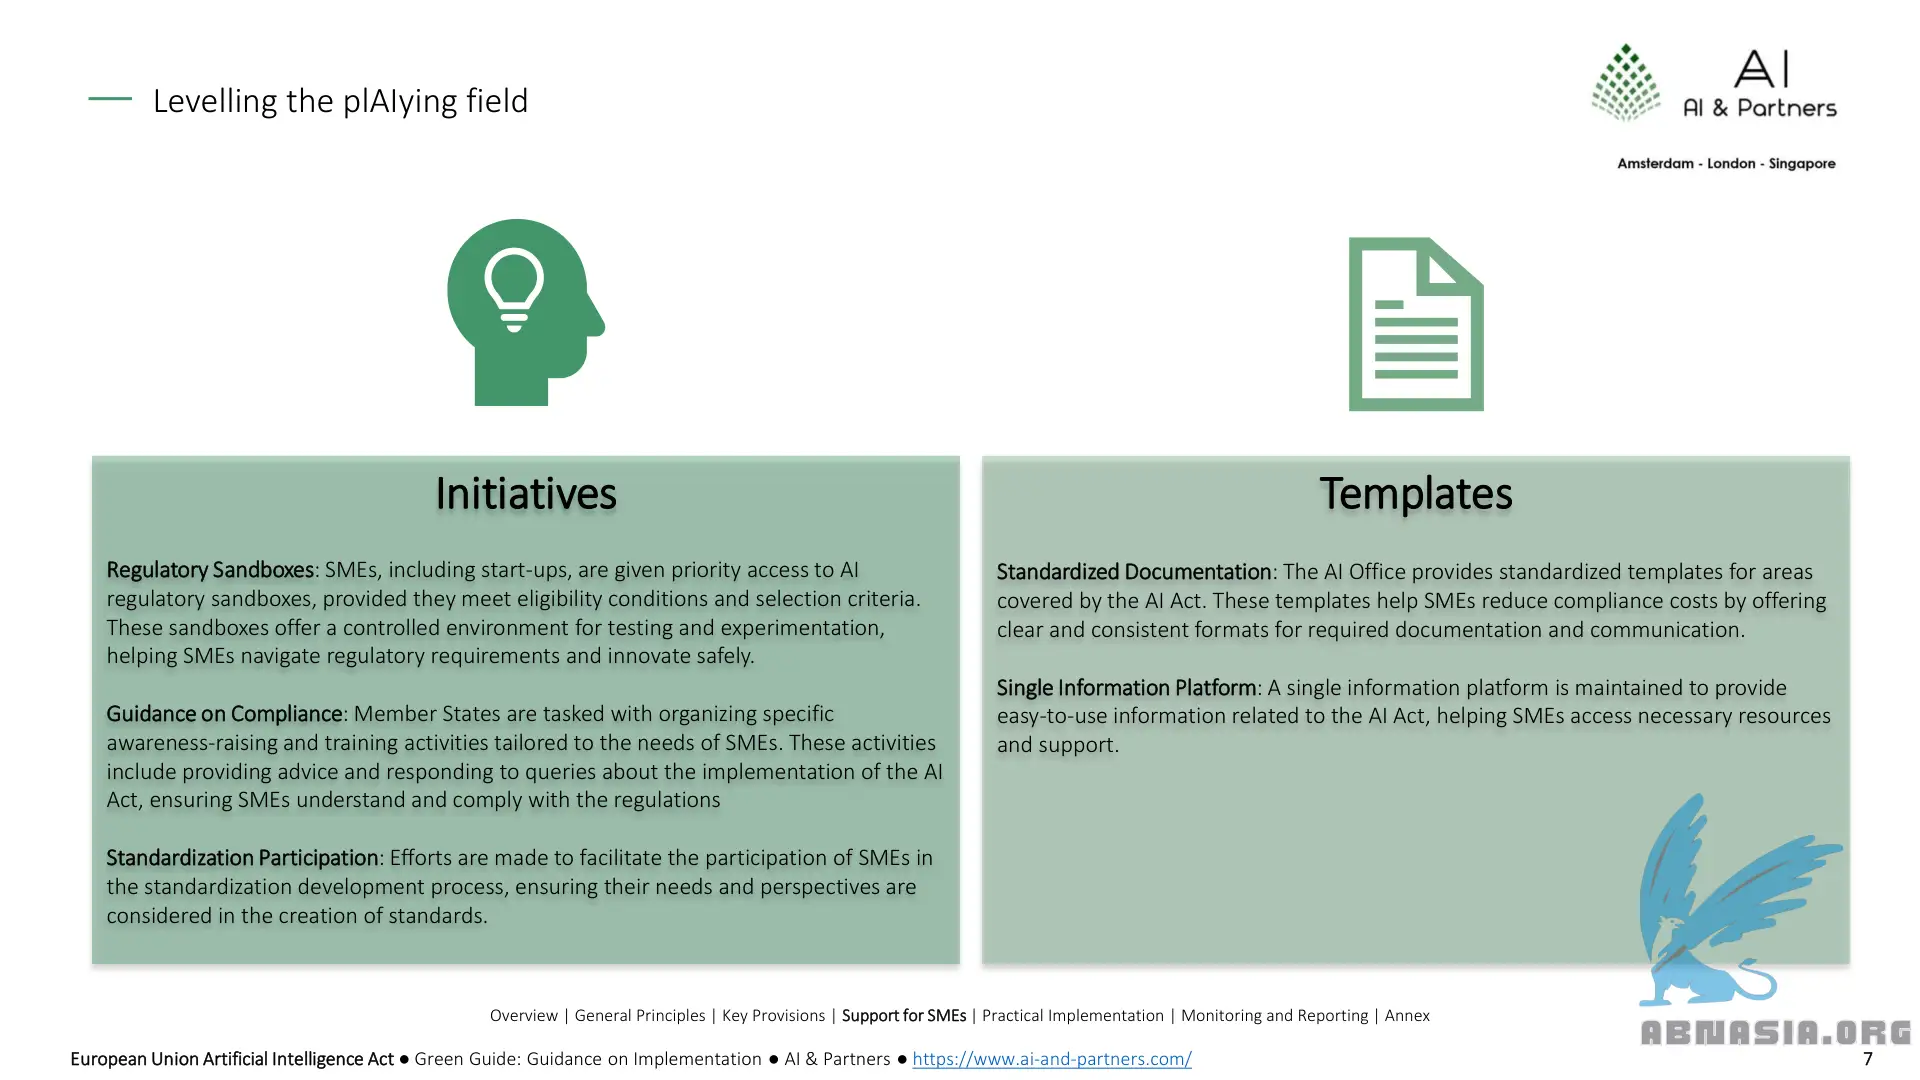 Levelling the plAIying field
AI
AI & Partners
Amsterdam - London - Singapore
Initiatives
Regulatory Sandboxes: SMEs, including start-ups, are given priority access to AI
regulatory sandboxes, provided they meet eligibility conditions and selection criteria.
These sandboxes offer a controlled environment for testing and experimentation,
helping SMEs navigate regulatory requirements and innovate safely.
Guidance on Compliance: Member States are tasked with organizing specific
awareness-raising and training activities tailored to the needs of SMEs. These activities
include providing advice and responding to queries about the implementation of the AI
Act, ensuring SMEs understand and comply with the regulations
Standardization Participation: Efforts are made to facilitate the participation of SMEs in
the standardization development process, ensuring their needs and perspectives are
considered in the creation of standards.
Templates
Standardized Documentation: The AI Office provides standardized templates for areas
covered by the AI Act. These templates help SMEs reduce compliance costs by offering
clear and consistent formats for required documentation and communication.
Single Information Platform: A single information platform is maintained to provide
easy-to-use information related to the AI Act, helping SMEs access necessary resources
and support.
Overview | General Principles | Key Provisions | Support for SMEs | Practical Implementation | Monitoring and Reporting | Annex
ABNASIA.ORG
European Union Artificial Intelligence Act ● Green Guide: Guidance on Implementation ● AI & Partners ● https://www.ai-and-partners.com/
7